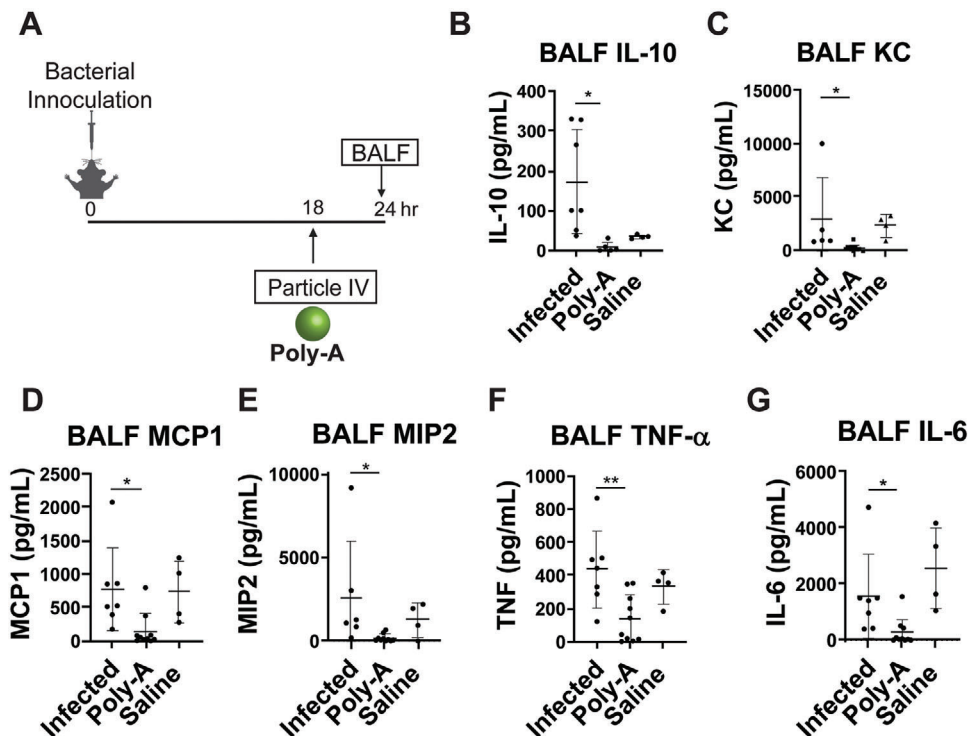 A
Bacterial
Innoculation
BALF
0
18
24 hr
Particle IV
Poly-A
B
BALF IL-10
IL-10 (pg/mL)
400
300
200
100
0
*
Infected
Poly-A
Saline
C
BALF KC
KC (pg/mL)
15000
10000
5000
0
*
Infected
Poly-A
Saline
D
BALF MCP1
MCP1 (pg/mL)
2500
2000
1500
1000
500
0
*
Infected
Poly-A
Saline
E
BALF MIP2
MIP2 (pg/mL)
10000
5000
0
*
Infected
Poly-A
Saline
F
BALF TNF-α
TNF (pg/mL)
1000
800
600
400
200
0
**
Infected
Poly-A
Saline
G
BALF IL-6
IL-6 (pg/mL)
6000
4000
2000
0
*
Infected
Poly-A
Saline